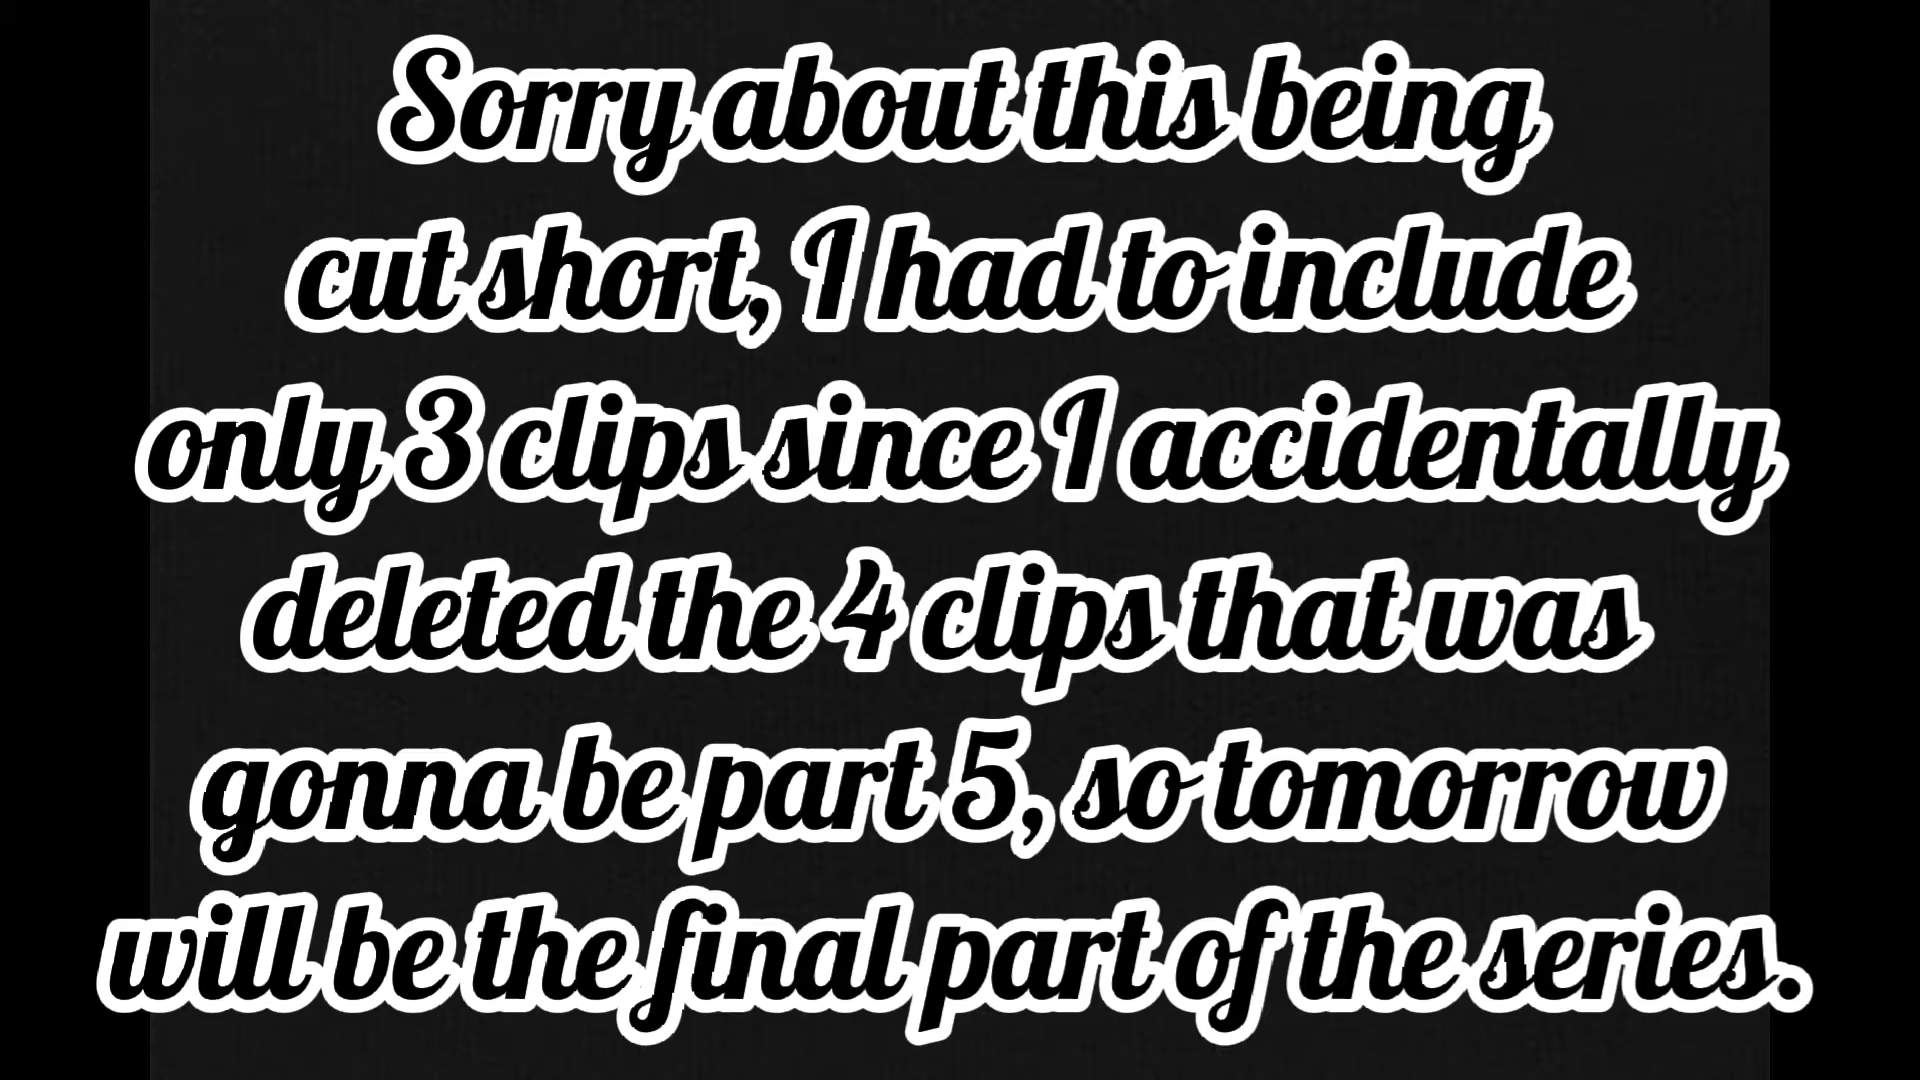 Sorry about this being
cut short, I had to include
only 3 clips since I accidentally
deleted the 4 clips that was
gonna be part 5, so tomorrow
will be the final part of the series.